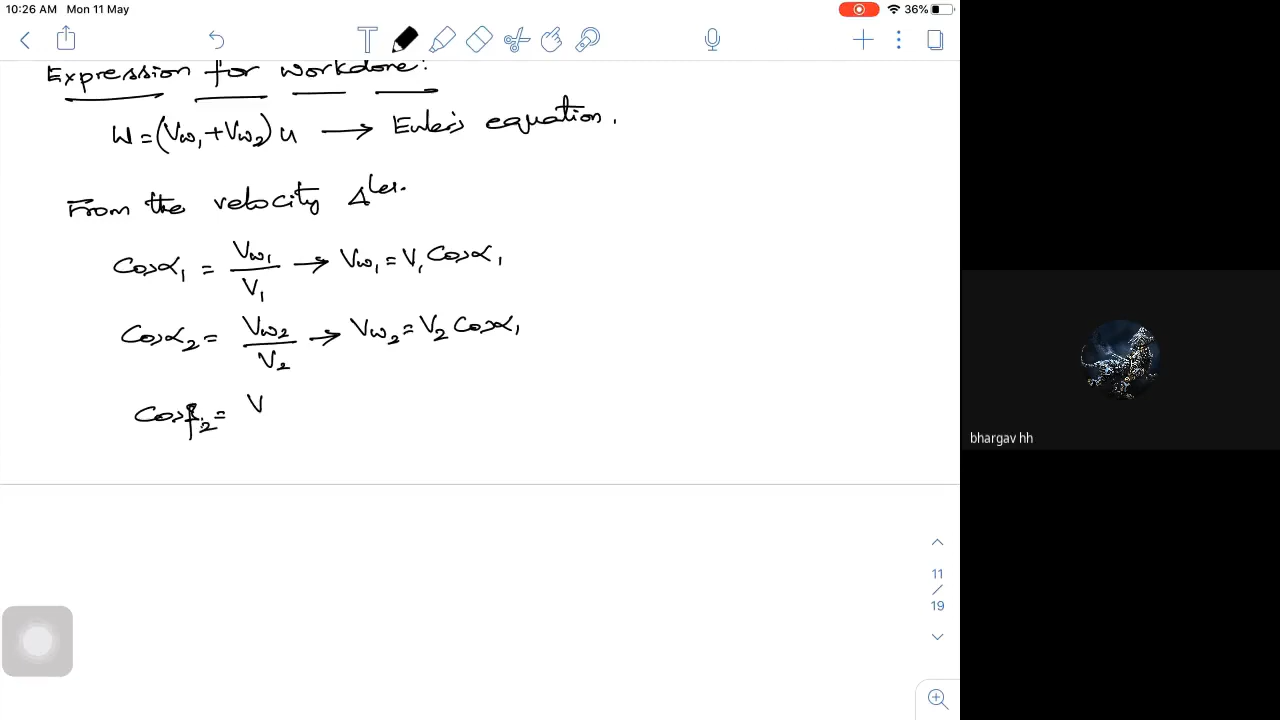 10:26 AM Mon 11 May 36%
Expression for workdone:
W = (Vw₁ + Vw₂) u → Euler's equation.
From the velocity Δles.
Cosα₁ = Vw₁/V₁ → Vw₁ = V₁ Cosα₁
Cosα₂ = Vw₂/V₂ → Vw₂ = V₂ Cosα₁
Cosβ₂ = V
bhargav hh
11
/
19